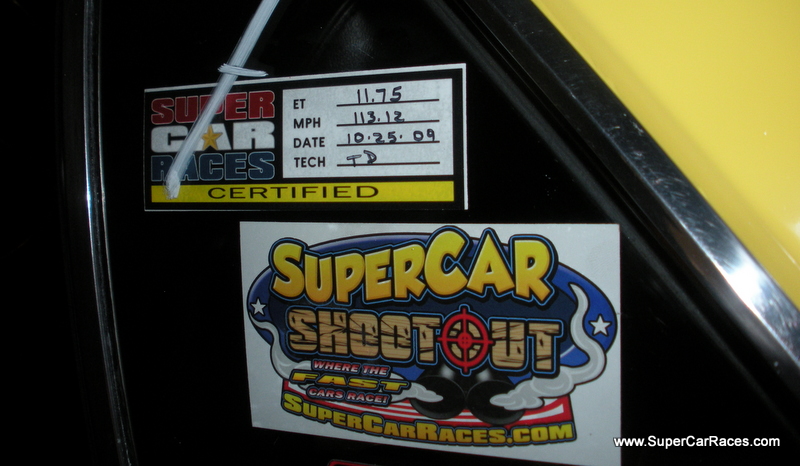 SUPER
CAR
RACES
ET 11.75
MPH 113.12
DATE 10.25.09
TECH TD
CERTIFIED
SUPERCAR
SHOOTOUT
WHERE THE
FAST
CARS RACE!
SUPERCARRACES.COM
www.SuperCarRaces.com